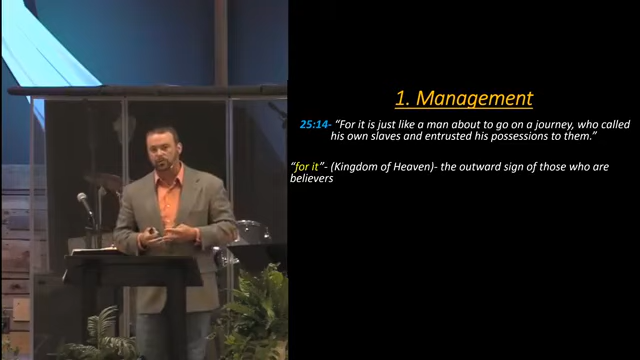 1. Management
25:14- “For it is just like a man about to go on a journey, who called
his own slaves and entrusted his possessions to them.”
“for it”- (Kingdom of Heaven)- the outward sign of those who are
believers